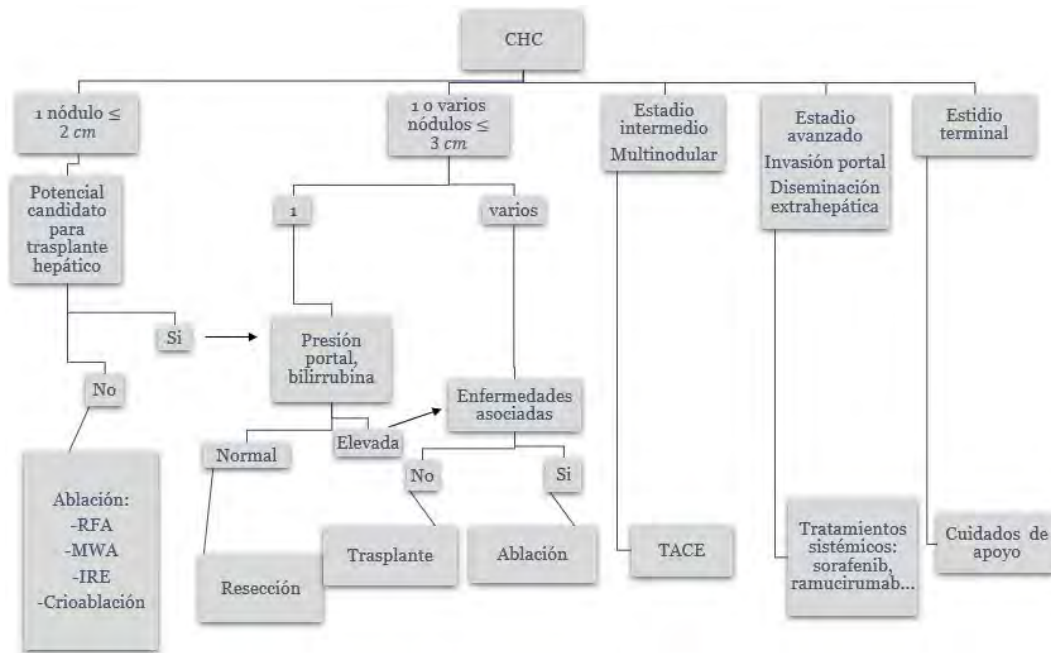 CHC
1 nódulo ≤
2 cm
1 o varios
nódulos ≤
3 cm
Estadio
intermedio
Multinodular
Estadio
avanzado
Invasión portal
Diseminación
extrahepática
Estidio
terminal
Potencial
candidato
para
trasplante
hepático
1
varios
Si
No
Presión
portal,
bilirrubina
Enfermedades
asociadas
Normal
Elevada
No
Si
Ablación:
-RFA
-MWA
-IRE
-Crioablación
Resección
Trasplante
Ablación
TACE
Tratamientos
sistémicos:
sorafenib,
ramucirumab...
Cuidados de
apoyo